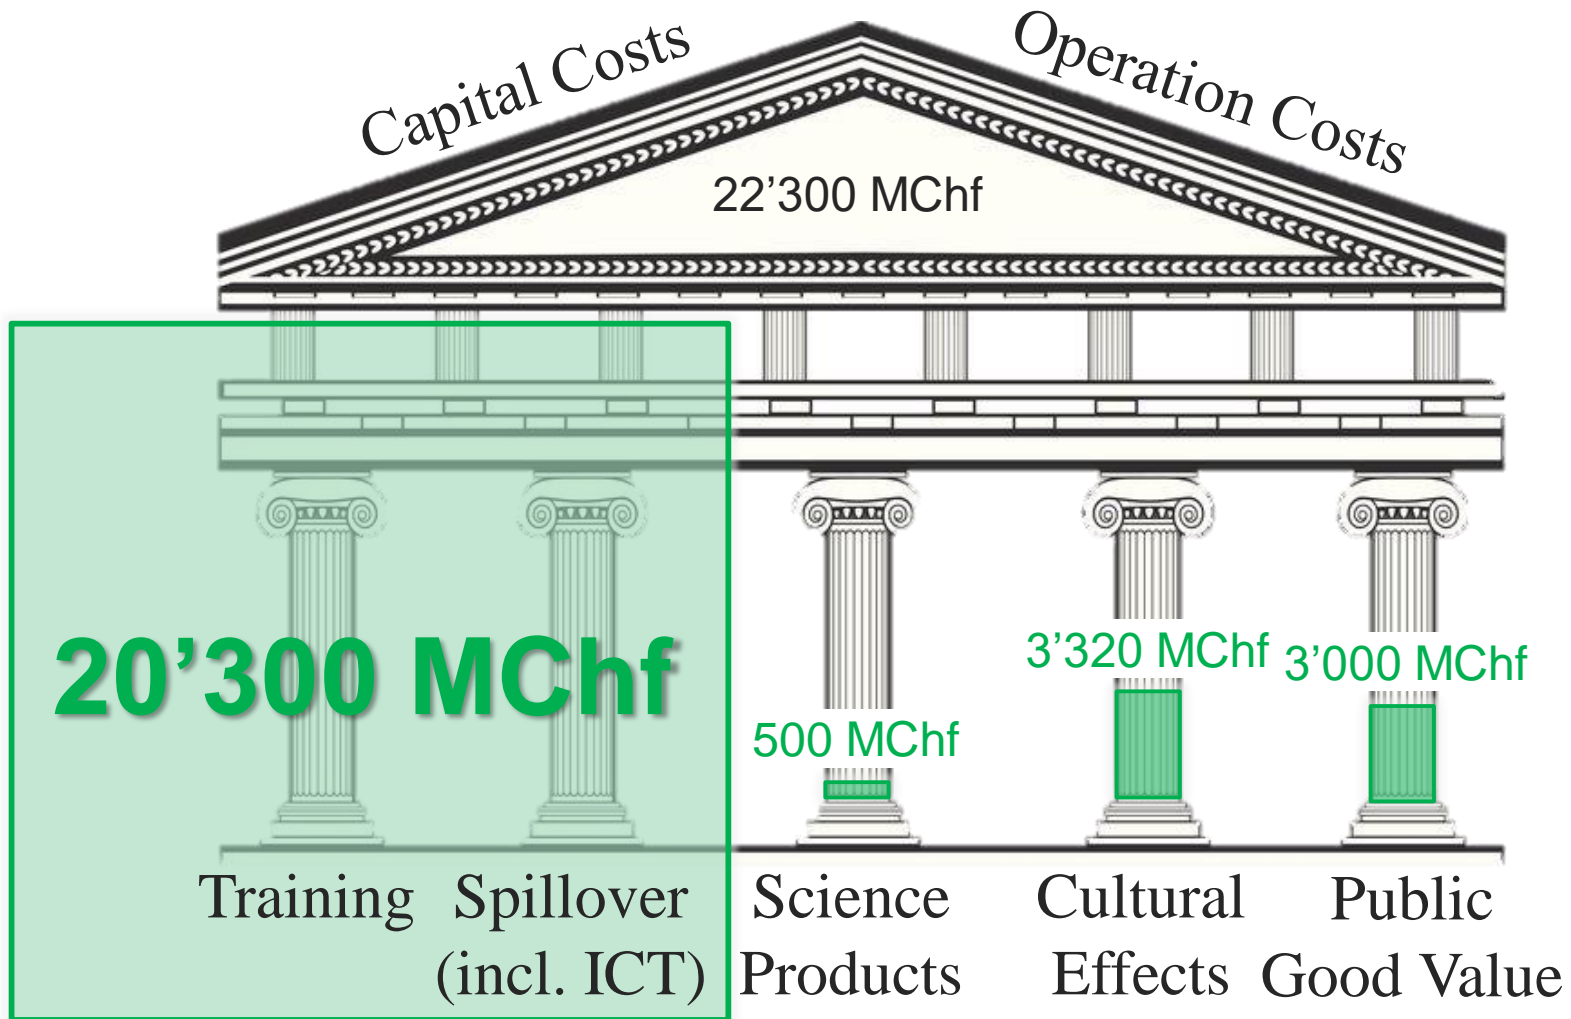 Capital Costs
Operation Costs
22’300 MChf
20’300 MChf
500 MChf
3’320 MChf
3’000 MChf
Training
Spillover
(incl. ICT)
Science
Products
Cultural
Effects
Public
Good Value